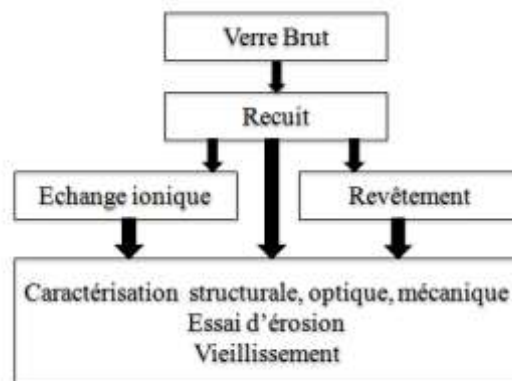 Verre Brut
Recuit
Echange ionique
Revêtement
Caractérisation structurale, optique, mécanique
Essai d'érosion
Vieillissement